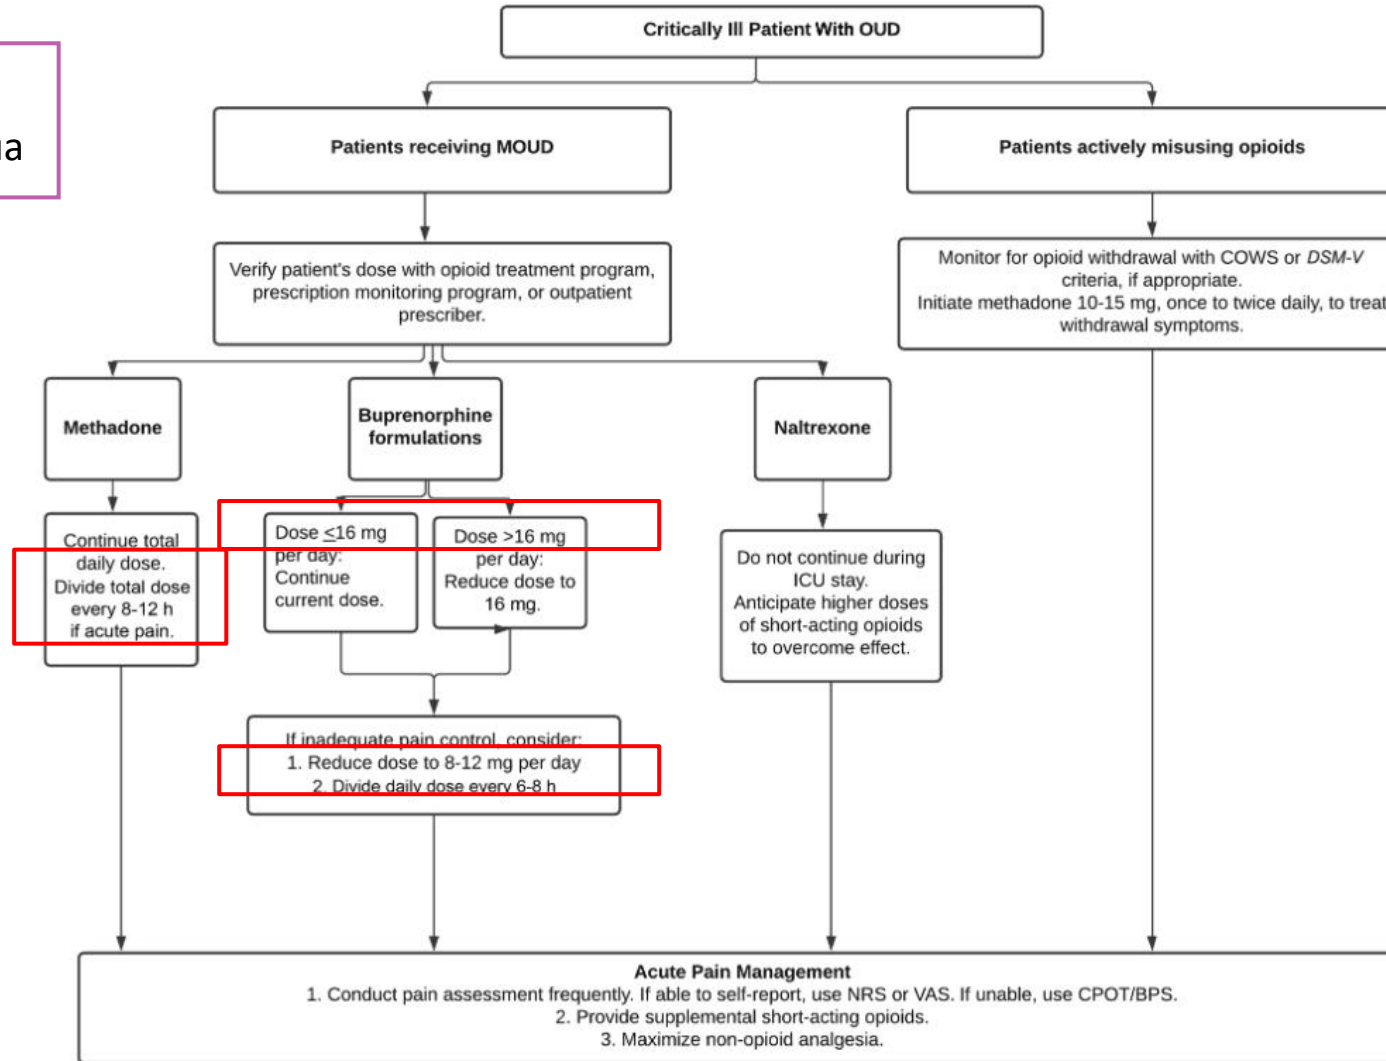 Critically Ill Patient With OUD
Patients receiving MOUD
Patients actively misusing opioids
Verify patient's dose with opioid treatment program,
prescription monitoring program, or outpatient
prescriber.
Monitor for opioid withdrawal with COWS or DSM-V
criteria, if appropriate.
Initiate methadone 10-15 mg, once to twice daily, to treat
withdrawal symptoms.
Methadone
Buprenorphine
formulations
Naltrexone
Continue total
daily dose.
Divide total dose
every 8-12 h
if acute pain.
Dose ≤16 mg
per day:
Continue
current dose.
Dose >16 mg
per day:
Reduce dose to
16 mg.
Do not continue during
ICU stay.
Anticipate higher doses
of short-acting opioids
to overcome effect.
If inadequate pain control, consider:
1. Reduce dose to 8-12 mg per day
2. Divide daily dose every 6-8 h
Acute Pain Management
1. Conduct pain assessment frequently. If able to self-report, use NRS or VAS. If unable, use CPOT/BPS.
2. Provide supplemental short-acting opioids.
3. Maximize non-opioid analgesia.